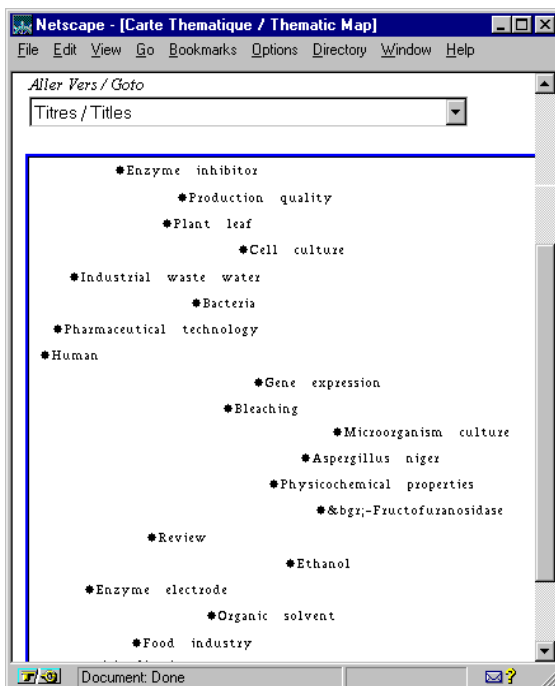 Netscape - [Carte Thematique / Thematic Map]
File Edit View Go Bookmarks Options Directory Window Help
Aller Vers / Goto
Titres / Titles
Enzyme inhibitor
Production quality
Plant leaf
Cell culture
Industrial waste water
Bacteria
Pharmaceutical technology
Human
Gene expression
Bleaching
Microorganism culture
Aspergillus niger
Physicochemical properties
&bgr;-Fructofuranosidase
Review
Ethanol
Enzyme electrode
Organic solvent
Food industry
Document: Done